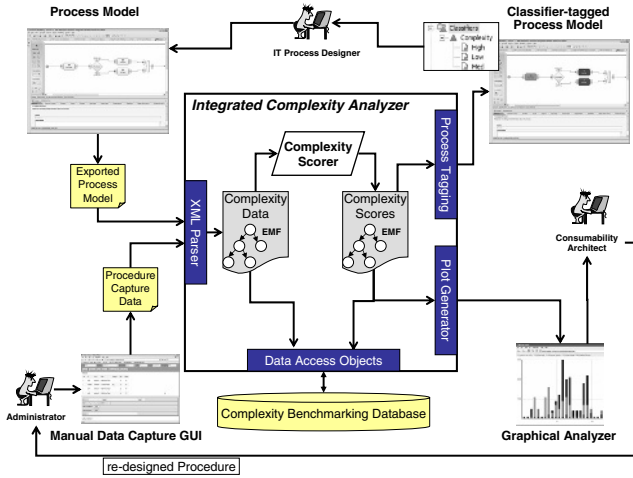 Process Model
Classifier-tagged
Process Model
IT Process Designer
Classifiers
Complexity
High
Low
Med
Integrated Complexity Analyzer
Complexity
Scorer
Process Tagging
Exported
Process
Model
XML Parser
Complexity
Data
EMF
Complexity
Scores
EMF
Consumability
Architect
Procedure
Capture
Data
Plot Generator
Data Access Objects
Administrator
Complexity Benchmarking Database
Manual Data Capture GUI
Graphical Analyzer
re-designed Procedure